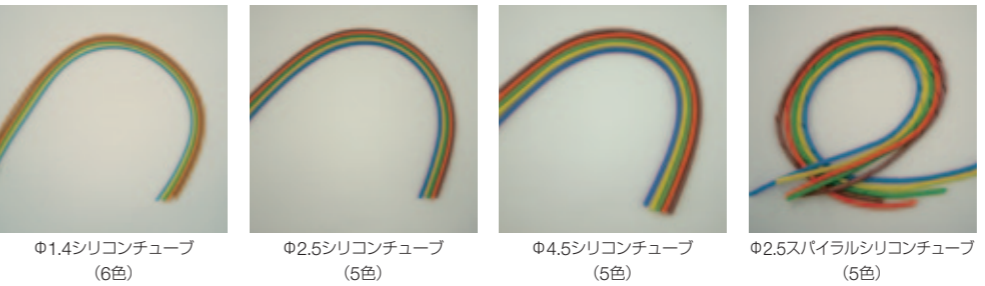 Φ1.4シリコンチューブ
（6色）
Φ2.5シリコンチューブ
（5色）
Φ4.5シリコンチューブ
（5色）
Φ2.5スパイラルシリコンチューブ
（5色）